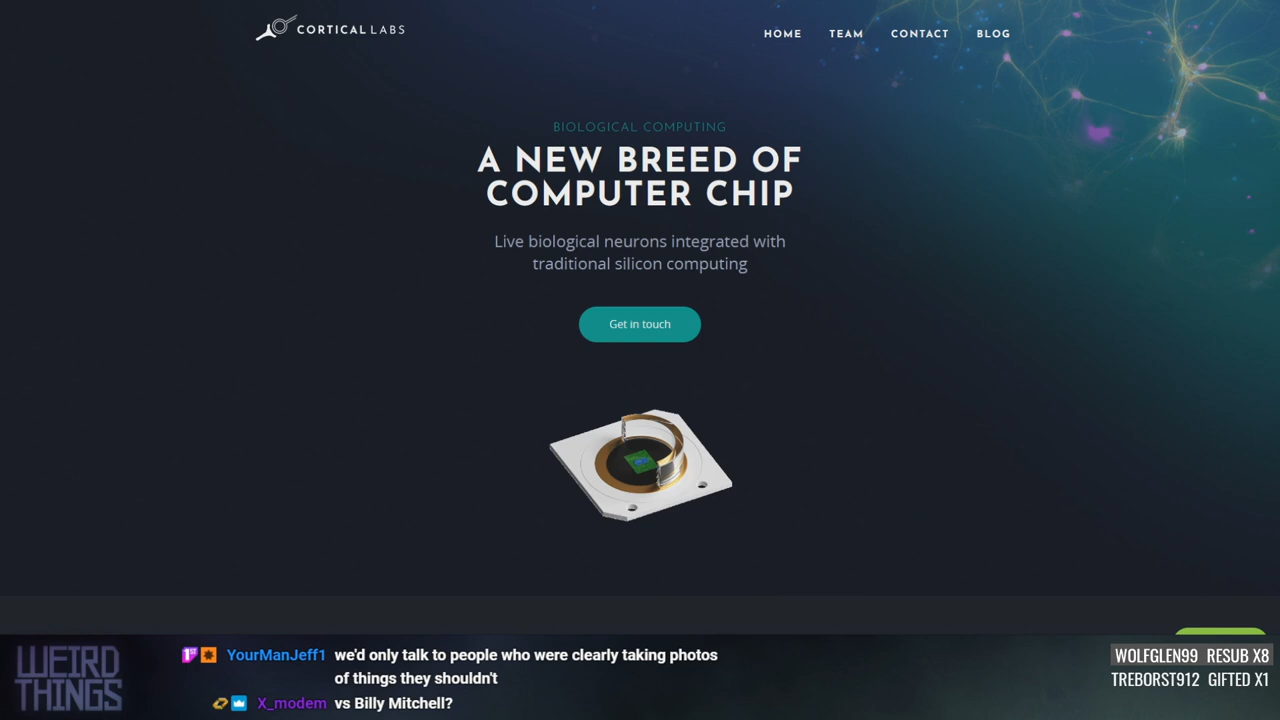 CORTICAL LABS
HOME TEAM CONTACT BLOG
BIOLOGICAL COMPUTING
A NEW BREED OF
COMPUTER CHIP
Live biological neurons integrated with
traditional silicon computing
Get in touch
WEIRD
THINGS
YourManJeff1 we'd only talk to people who were clearly taking photos
of things they shouldn't
X_modem vs Billy Mitchell?
WOLFGLEN99 RESUB X8
TREBORST912 GIFTED X1